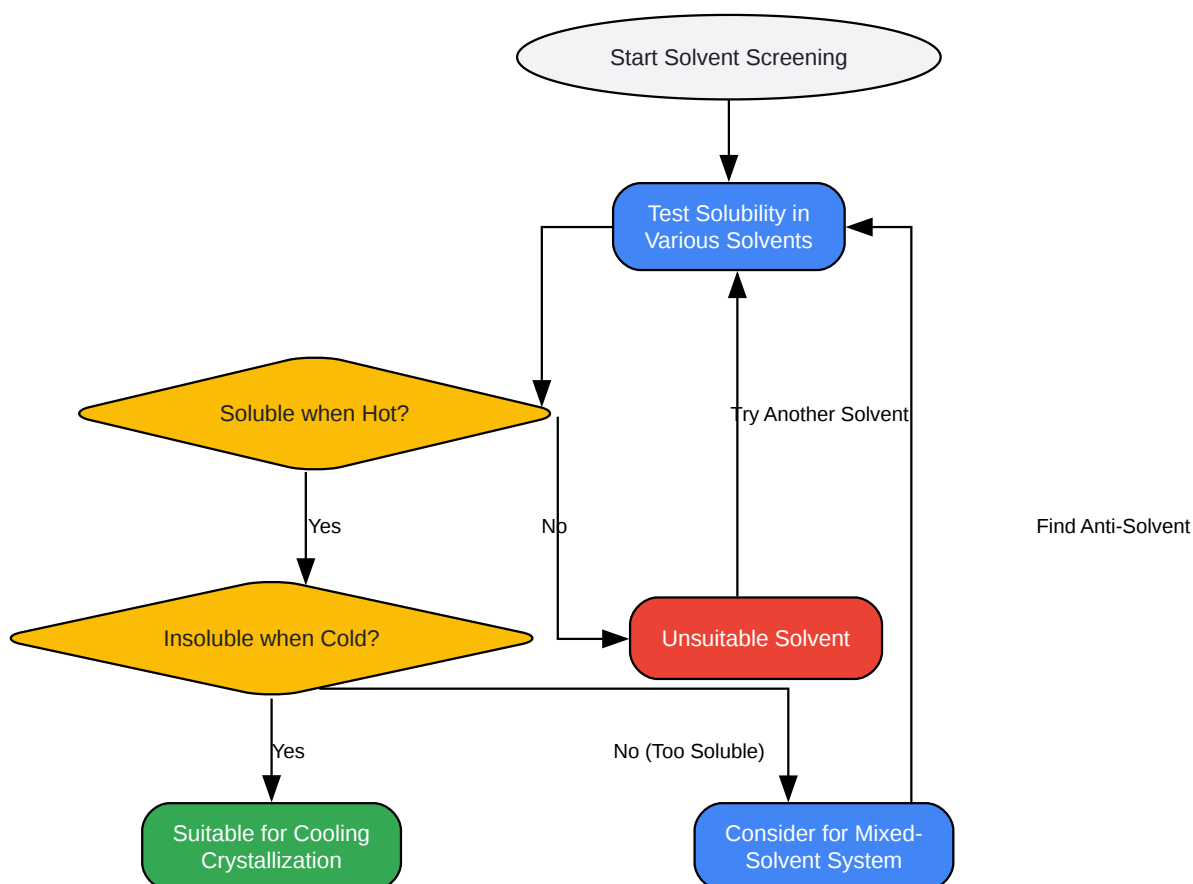 Start Solvent Screening
Test Solubility in
Various Solvents
Soluble when Hot?
Try Another Solvent
Yes
No
Find Anti-Solvent
Insoluble when Cold?
Unsuitable Solvent
Yes
No (Too Soluble)
Suitable for Cooling
Crystallization
Consider for Mixed-
Solvent System